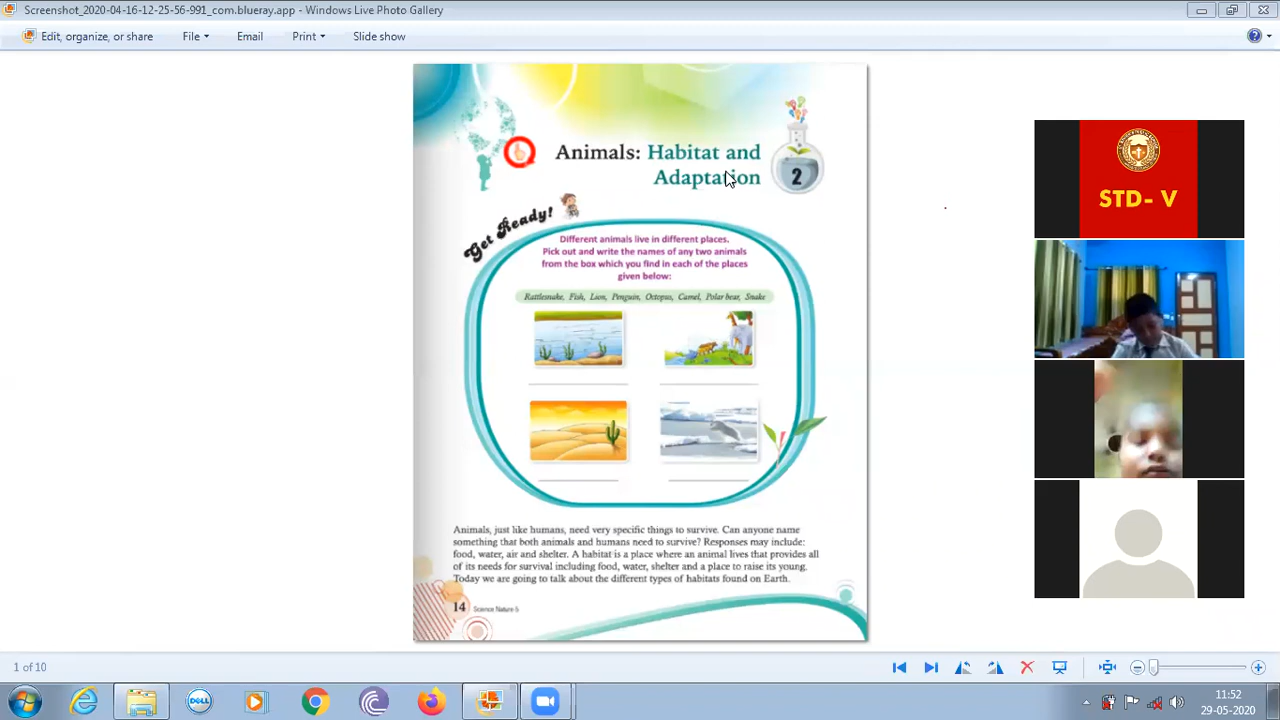 Screenshot_2020-04-16-12-25-56-991_com.blueray.app - Windows Live Photo Gallery
Edit, organize, or share File Email Print Slide show
Animals: Habitat and
Adaptation
2
Get Ready!
Different animals live in different places.
Pick out and write the names of any two animals
from the box which you find in each of the places
given below:
Rattlesnake, Fish, Lion, Penguin, Octopus, Camel, Polar bear, Snake
Animals, just like humans, need very specific things to survive. Can anyone name
something that both animals and humans need to survive? Responses may include:
food, water, air and shelter. A habitat is a place where an animal lives that provides all
of its needs for survival including food, water, shelter and a place to raise its young.
Today we are going to talk about the different types of habitats found on Earth.
14 Science Nature-5
STD- V
1 of 10
DELL
11:52
29-05-2020